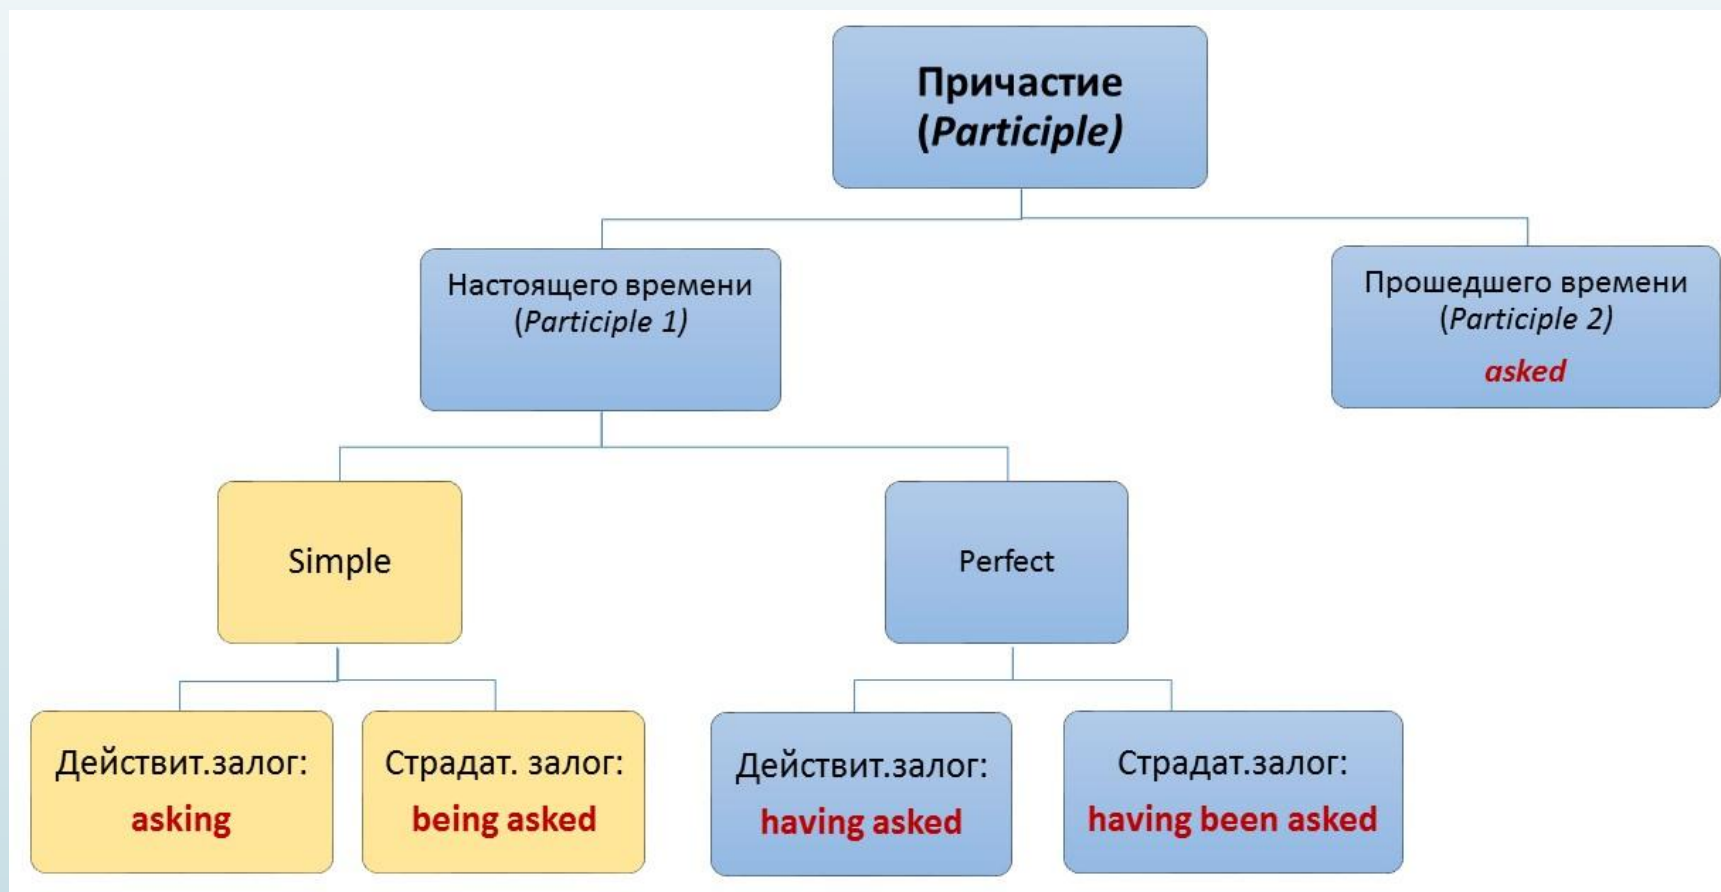 Причастие
(Participle)
Настоящего времени
(Participle 1)
Прошедшего времени
(Participle 2)
asked
Simple
Perfect
Действит.залог:
asking
Страдат. залог:
being asked
Действит.залог:
having asked
Страдат.залог:
having been asked